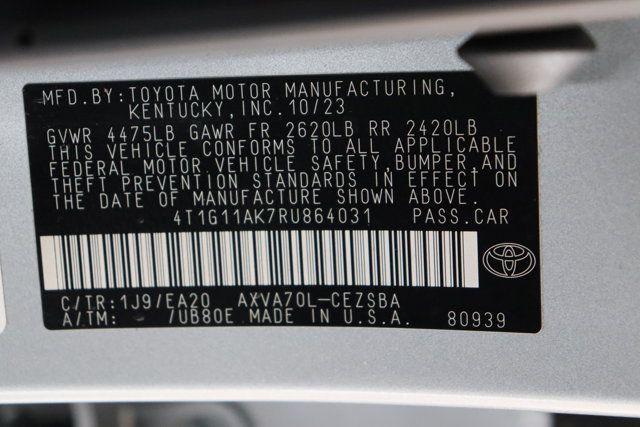 MFD.BY:TOYOTA MOTOR MANUFACTURING,
KENTUCKY,INC.10/23
GVWR 4475LB GAWR FR 2620LB RR 2420LB
THIS VEHICLE CONFORMS TO ALL APPLICABLE
FEDERAL MOTOR VEHICLE SAFETY,BUMPER,AND
THEFT PREVENTION STANDARDS IN EFFECT ON
THE DATE OF MANUFACTURE SHOWN ABOVE.
4T1G11AK7RU864031 PASS.CAR
C/TR:1J9/EA20 AXVA70L-CEZSBA
A/TM: /UB80E MADE IN U.S.A. 80939